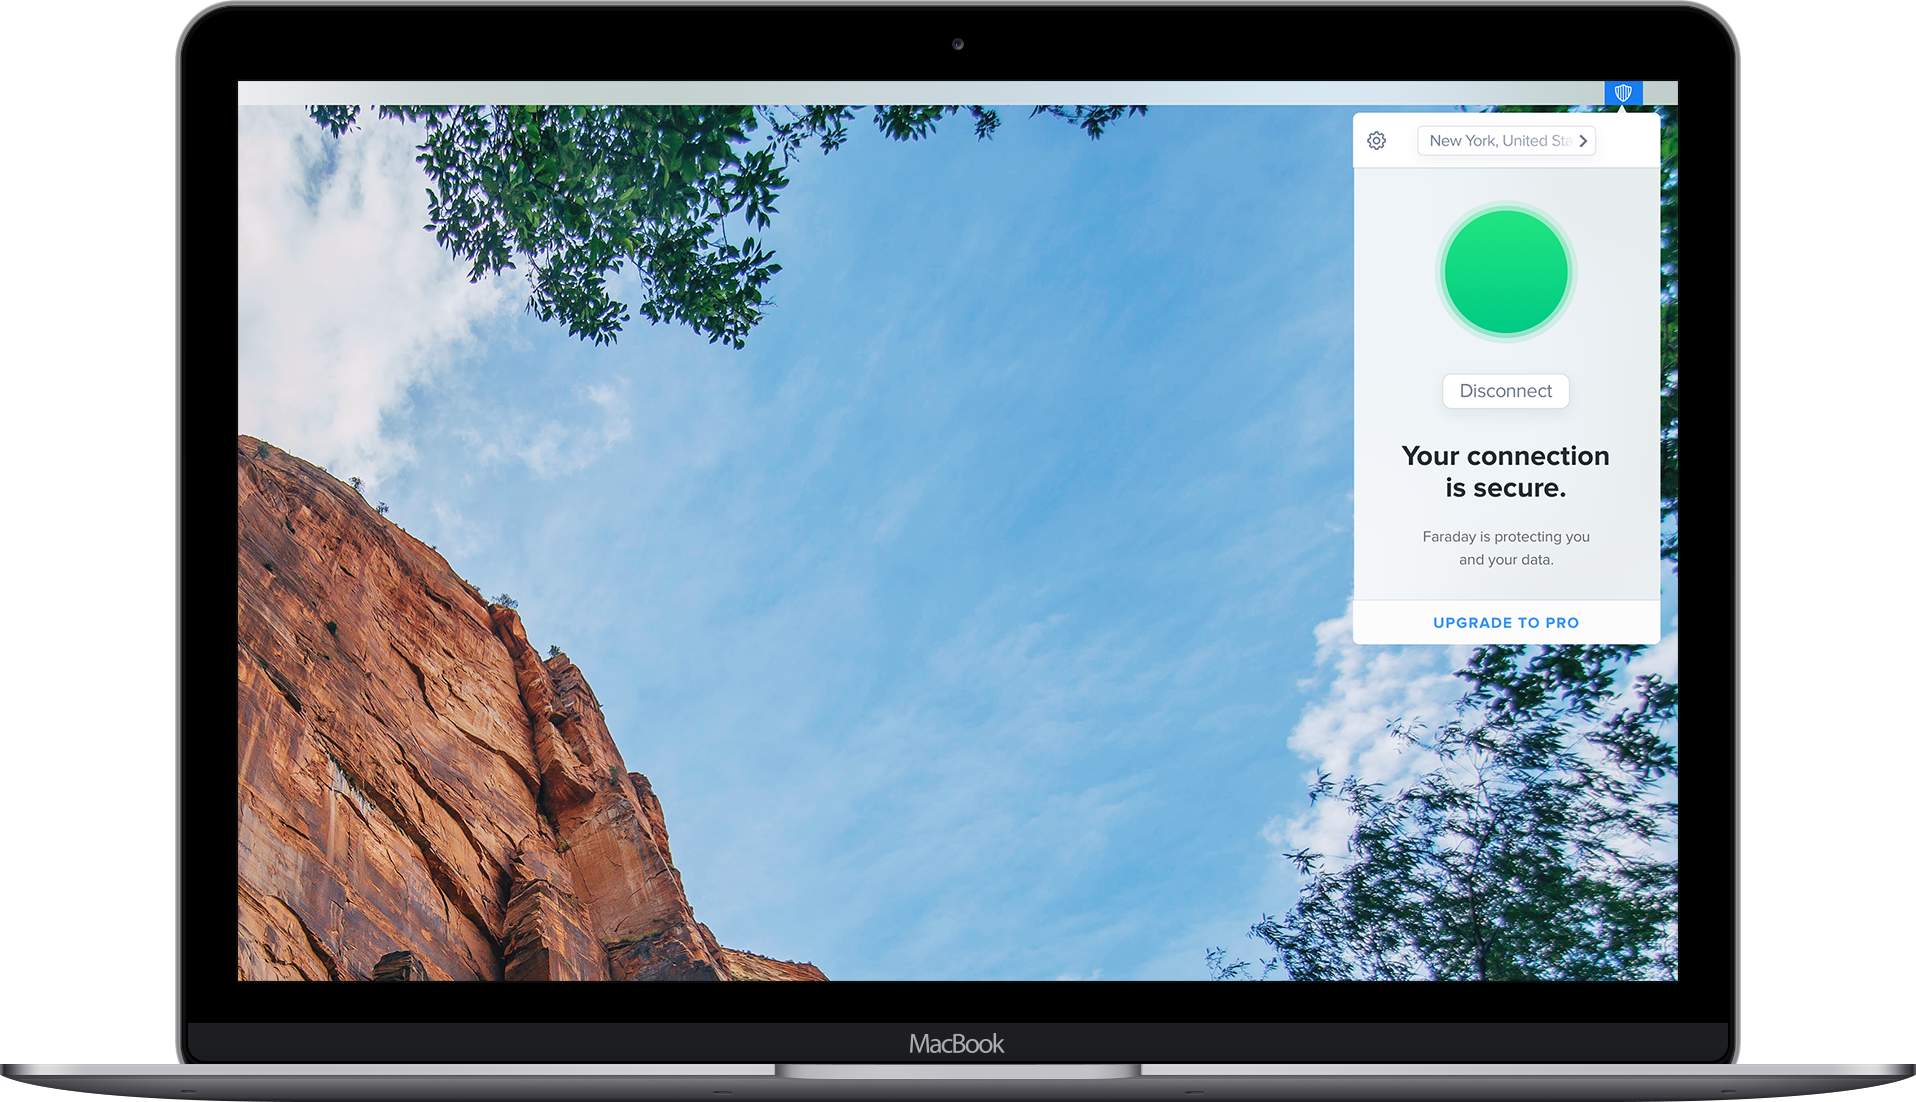 New York, United Sta
Disconnect
Your connection
is secure.
Faraday is protecting you
and your data.
UPGRADE TO PRO
MacBook